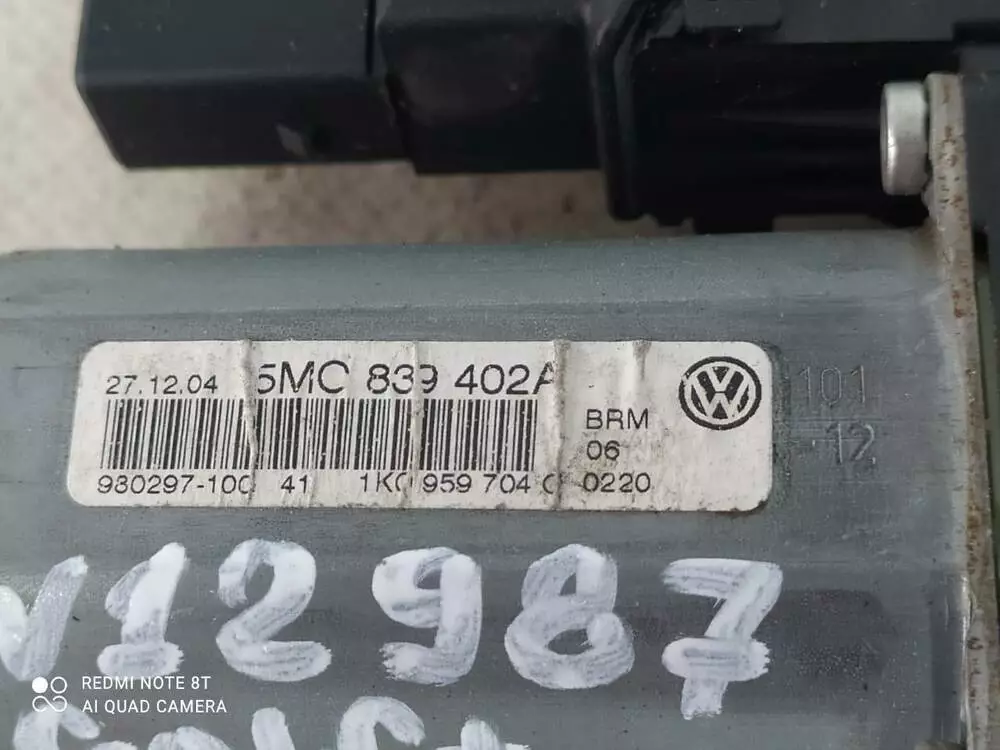 27.12.04 5MC 839 402A
BRM
06
980297-100 41 1K0 959 704 C 0220
101
-12
V12987
REDMI NOTE 8T
AI QUAD CAMERA